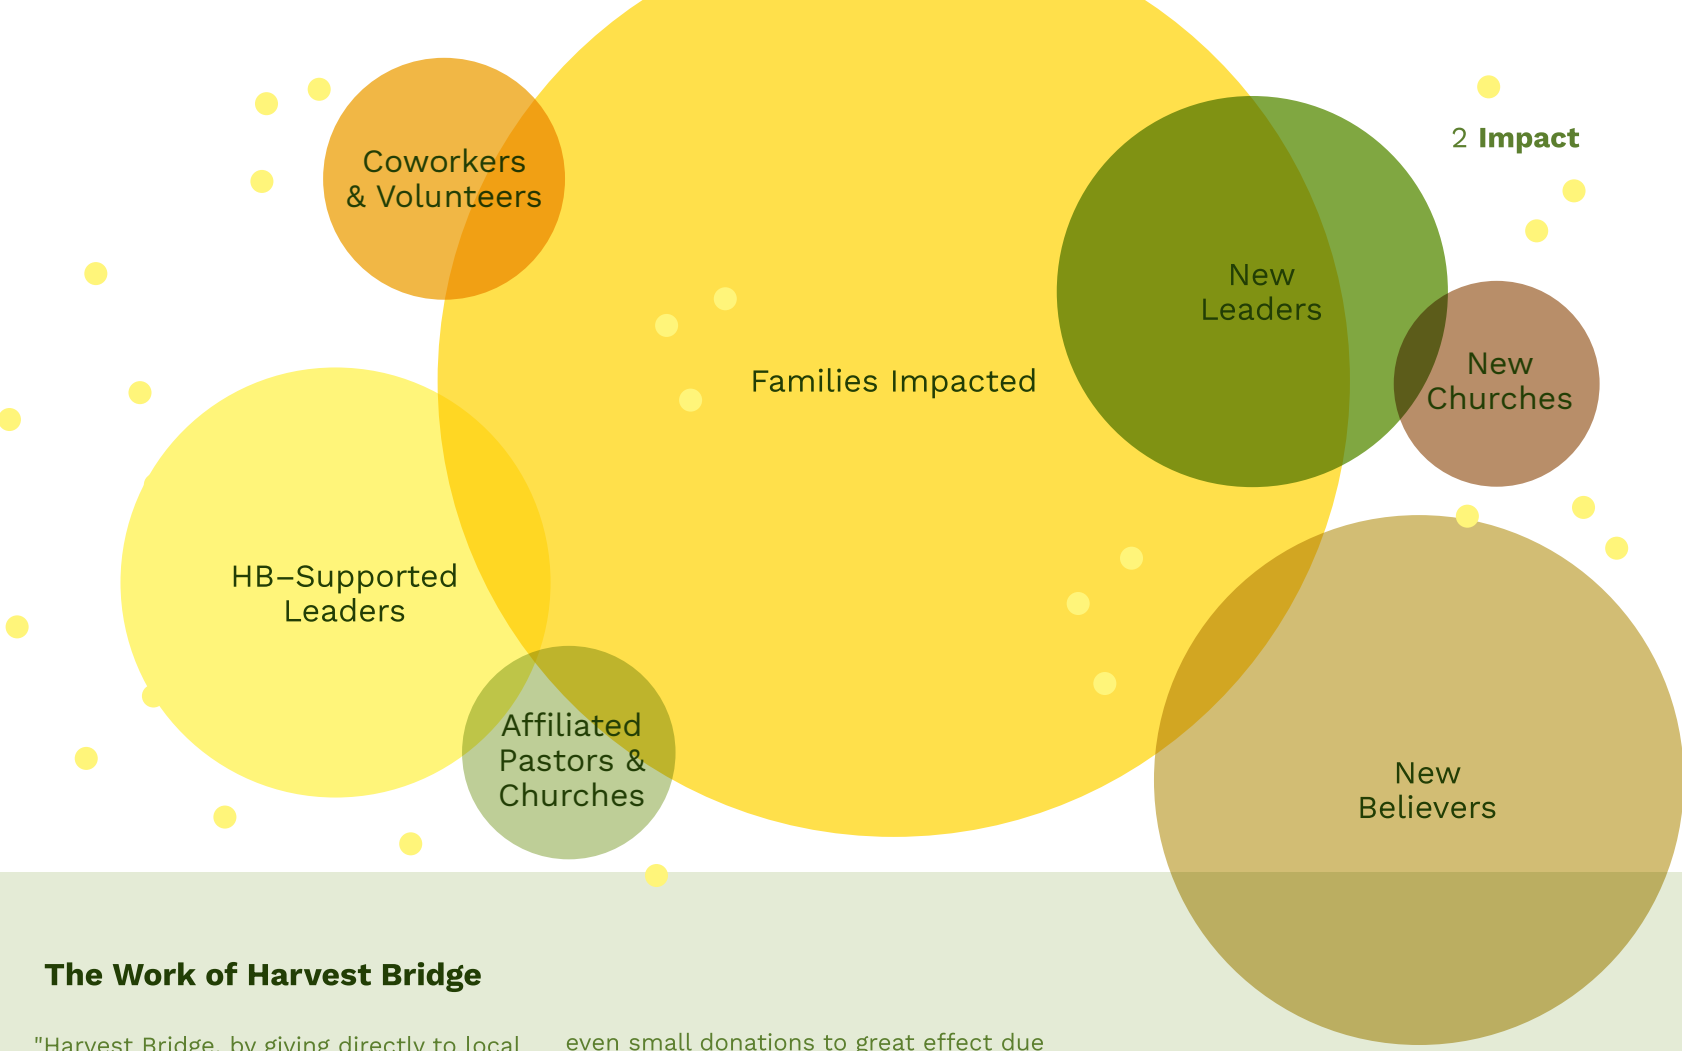 2 Impact
Coworkers
& Volunteers
New
Leaders
New
Churches
Families Impacted
HB–Supported
Leaders
Affiliated
Pastors &
Churches
New
Believers
The Work of Harvest Bridge
"Harvest Bridge, by giving directly to local
even small donations to great effect due